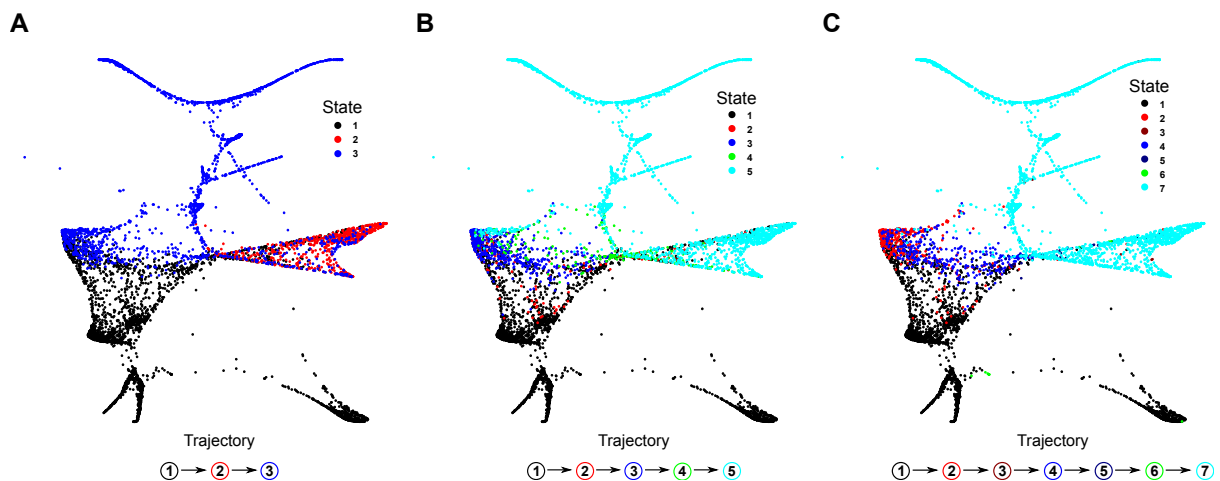 A
State
1
2
3
Trajectory
1 → 2 → 3
B
State
1
2
3
4
5
Trajectory
1 → 2 → 3 → 4 → 5
C
State
1
2
3
4
5
6
7
Trajectory
1 → 2 → 3 → 4 → 5 → 6 → 7